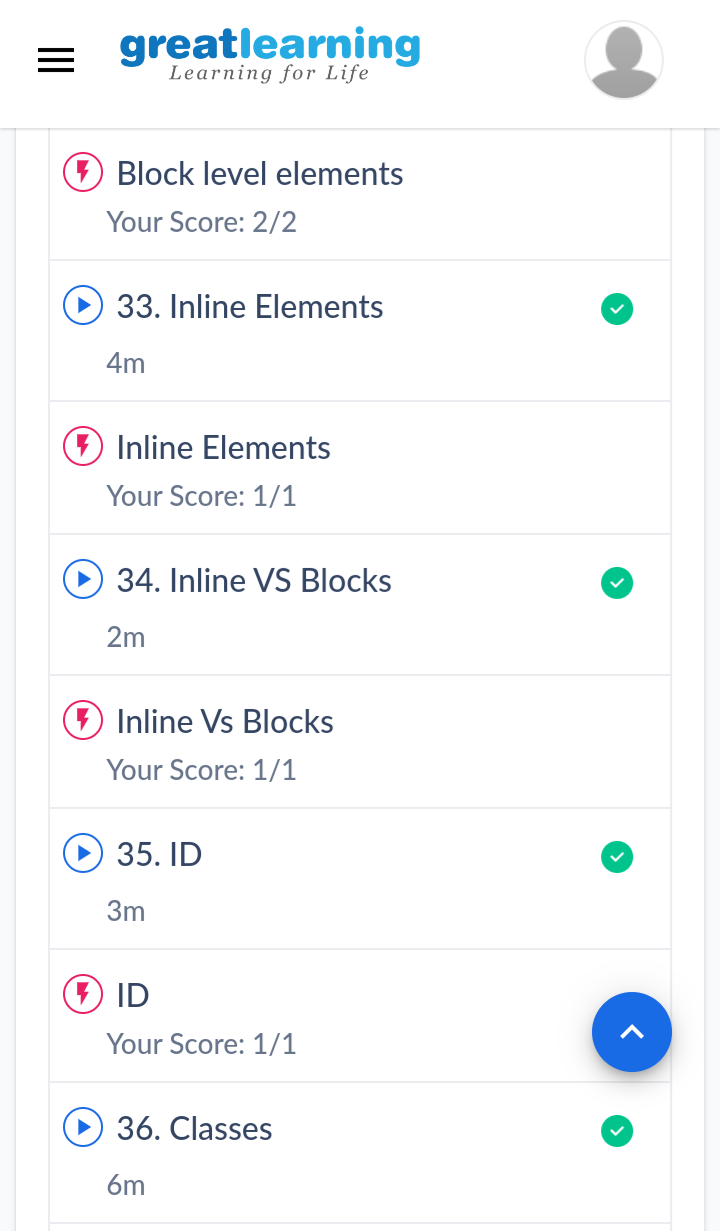 greatlearning
Learning for Life
Block level elements
Your Score: 2/2
33. Inline Elements
4m
Inline Elements
Your Score: 1/1
34. Inline VS Blocks
2m
Inline Vs Blocks
Your Score: 1/1
35. ID
3m
ID
Your Score: 1/1
36. Classes
6m